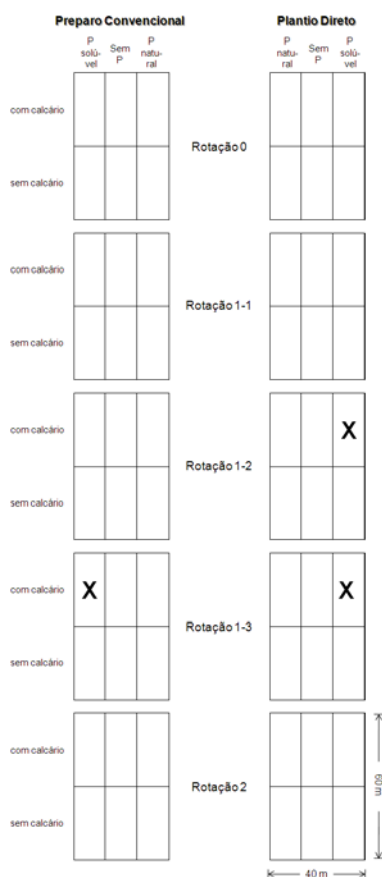 Preparo Convencional
Plantio Direto
P solú- vel
Sem P
P natu- ral
P natu- ral
Sem P
P solú- vel
com calcário
Rotação 0
sem calcário
com calcário
Rotação 1-1
sem calcário
com calcário
X
Rotação 1-2
sem calcário
com calcário
X
X
Rotação 1-3
sem calcário
com calcário
Rotação 2
60 m
sem calcário
40 m